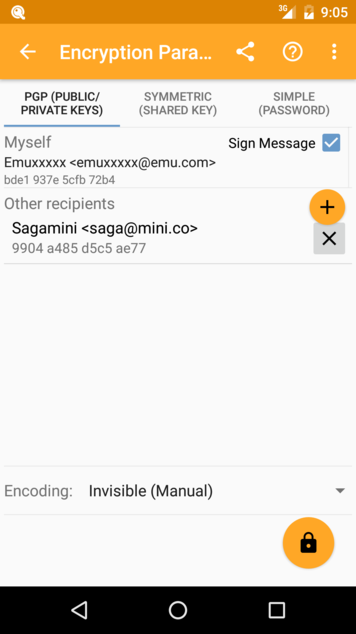 3G 9:05
Encryption Para...
PGP (PUBLIC/
PRIVATE KEYS)
SYMMETRIC
(SHARED KEY)
SIMPLE
(PASSWORD)
Myself
Sign Message
Emuxxxxx <emuxxxxx@emu.com>
bde1 937e 5cfb 72b4
Other recipients
Sagamini <saga@mini.co>
9904 a485 d5c5 ae77
Encoding: Invisible (Manual)